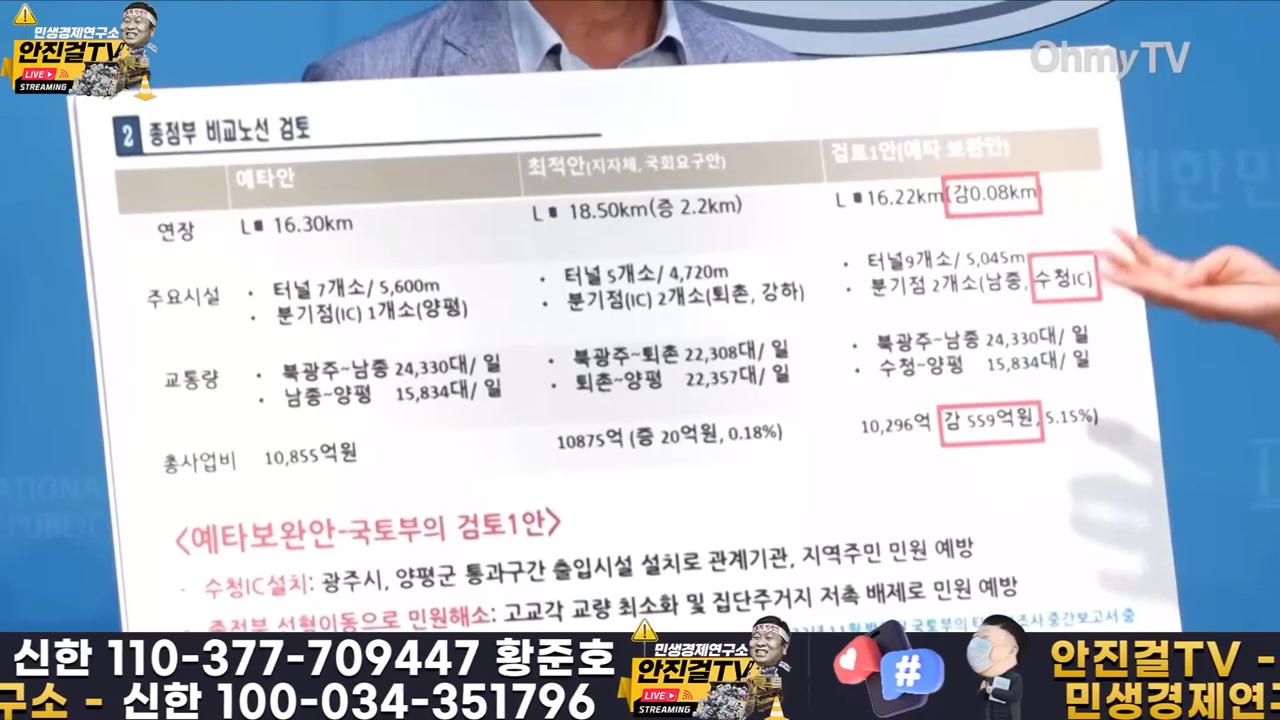 민생경제연구소
안진걸TV
LIVE
STREAMING
OhmyTV
2 종점부 비교노선 검토
예타안 최적안(지자체, 국회요구안) 검토1안(예타 보완안)
연장 L= 16.30km L= 18.50km(증 2.2km) L=16.22km(감0.08km)
주요시설
• 터널 7개소/ 5,600m
• 분기점(IC) 1개소(양평)
• 터널 5개소/ 4,720m
• 분기점(IC) 2개소(퇴촌, 강하)
• 터널9개소/ 5,045m
• 분기점 2개소(남종, 수청IC)
교통량
• 북광주~남종 24,330대/ 일
• 남종~양평 15,834대/ 일
• 북광주~퇴촌 22,308대/ 일
• 퇴촌~양평 22,357대/ 일
• 북광주~남종 24,330대/ 일
• 수청~양평 15,834대/ 일
총사업비 10,855억원 10875억 (증 20억원, 0.18%) 10,296억 감 559억원, 5.15%)
<예타보완안-국토부의 검토1안>
- 수청IC설치: 광주시, 양평군 통과구간 출입시설 설치로 관계기관, 지역주민 민원 예방
종점부 선형이동으로 민원해소: 고교각 교량 최소화 및 집단주거지 저촉 배제로 민원 예방
중간보고서 중
신한 110-377-709447 황준호
구소 - 신한 100-034-351796
민생경제연구소
안진걸TV
LIVE
STREAMING
#
안진걸TV -
민생경제연구